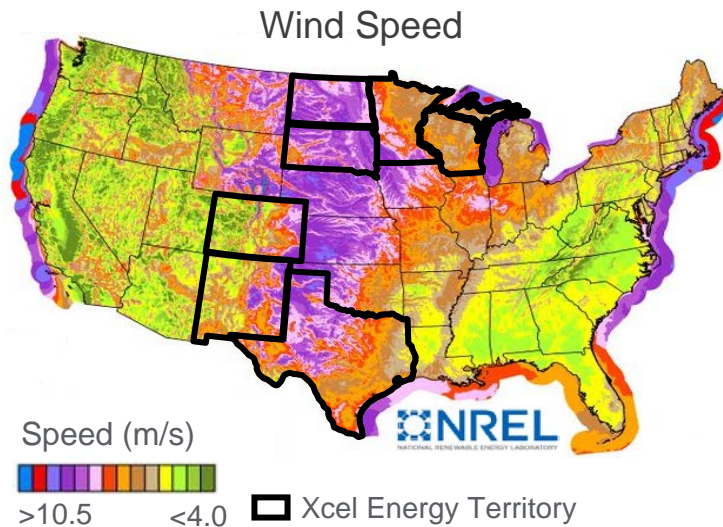 Wind Speed
NREL
NATIONAL RENEWABLE ENERGY LABORATORY
Speed (m/s)
>10.5 <4.0
Xcel Energy Territory